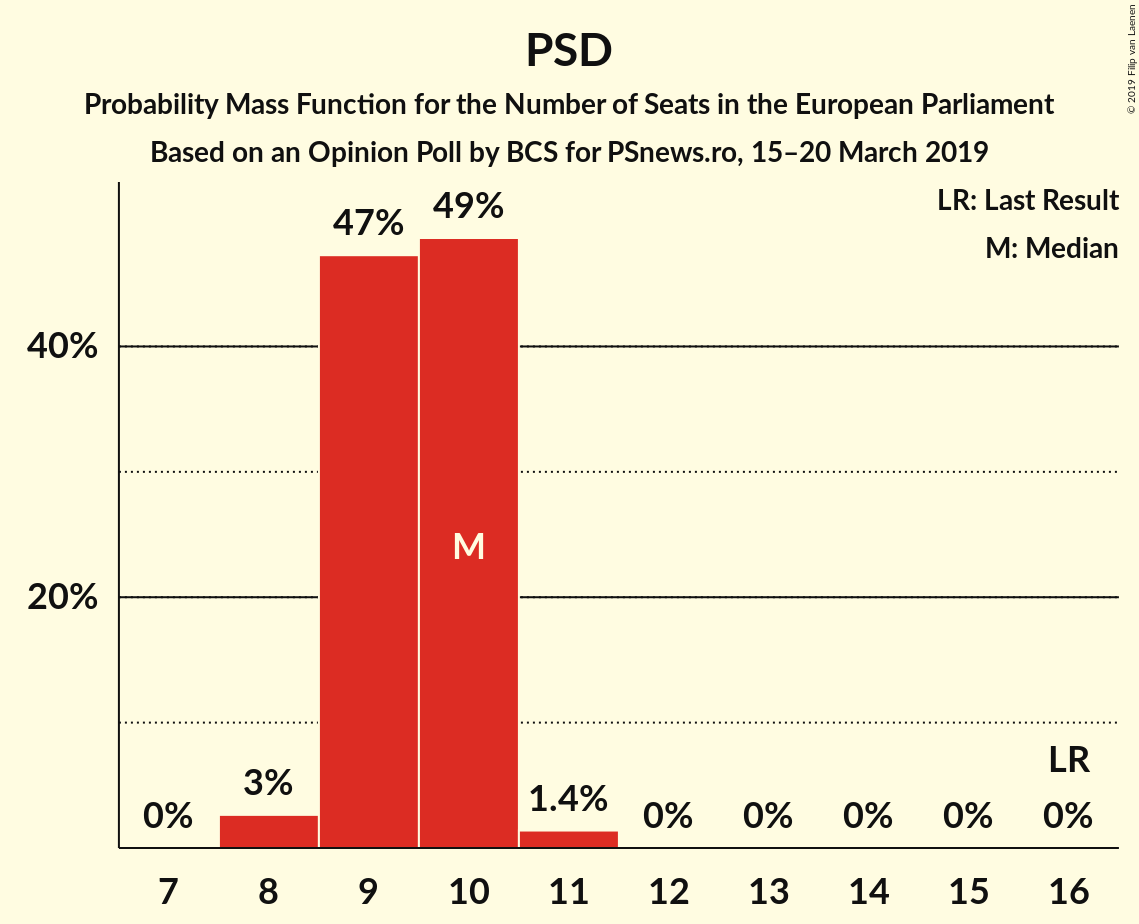 PSD
Probability Mass Function for the Number of Seats in the European Parliament
Based on an Opinion Poll by BCS for PSnews.ro, 15–20 March 2019
© 2019 Filip van Laenen
LR: Last Result
M: Median
47%
49%
40%
M
20%
LR
0%
3%
1.4%
0%
0%
0%
0%
0%
7
8
9
10
11
12
13
14
15
16